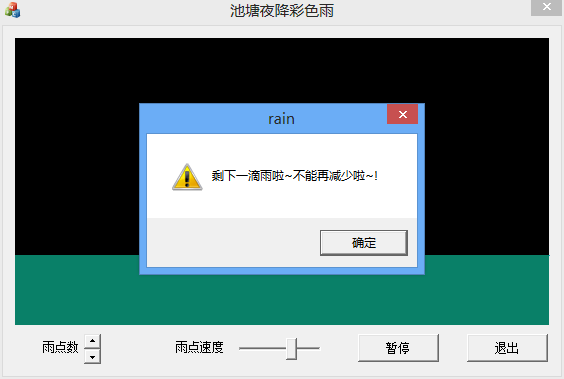 池塘夜降彩色雨
rain
剩下一滴雨啦~不能再减少啦~!
确定
雨点数
雨点速度
暂停
退出